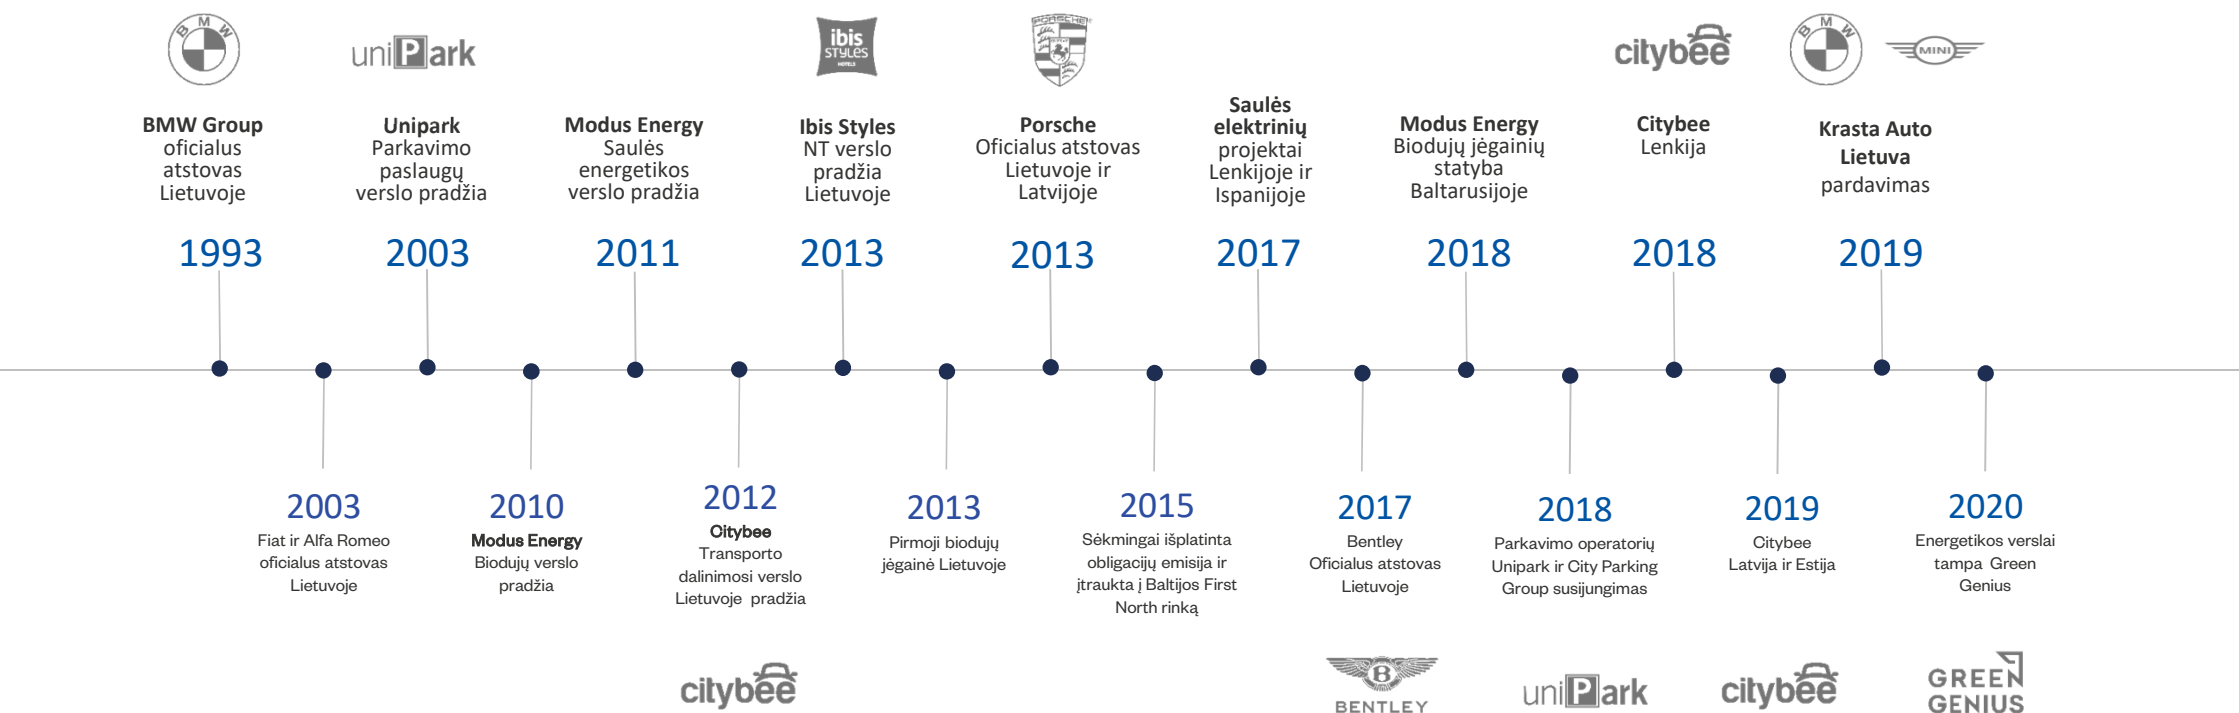 BMW
uniPark
ibis
STYLES
HOTELS
PORSCHE
citybee
BMW
MINI
BMW Group
oficialus
atstovas
Lietuvoje
1993
Unipark
Parkavimo
paslaugų
verslo pradžia
2003
Modus Energy
Saulės
energetikos
verslo pradžia
2011
Ibis Styles
NT verslo
pradžia
Lietuvoje
2013
Porsche
Oficialus atstovas
Lietuvoje ir
Latvijoje
2013
Saulės
elektrinių
projektai
Lenkijoje ir
Ispanijoje
2017
Modus Energy
Biodujų jėgainių
statyba
Baltarusijoje
2018
Citybee
Lenkija
2018
Krasta Auto
Lietuva
pardavimas
2019
2003
Fiat ir Alfa Romeo
oficialus atstovas
Lietuvoje
2010
Modus Energy
Biodujų verslo
pradžia
2012
Citybee
Transporto
dalinimosi verslo
Lietuvoje pradžia
citybee
2013
Pirmoji biodujų
jėgainė Lietuvoje
2015
Sėkmingai išplatinta
obligacijų emisija ir
įtraukta į Baltijos First
North rinką
2017
Bentley
Oficialus atstovas
Lietuvoje
B
BENTLEY
2018
Parkavimo operatorių
Unipark ir City Parking
Group susijungimas
uniPark
2019
Citybee
Latvija ir Estija
citybee
2020
Energetikos verslai
tampa Green
Genius
GREEN
GENIUS